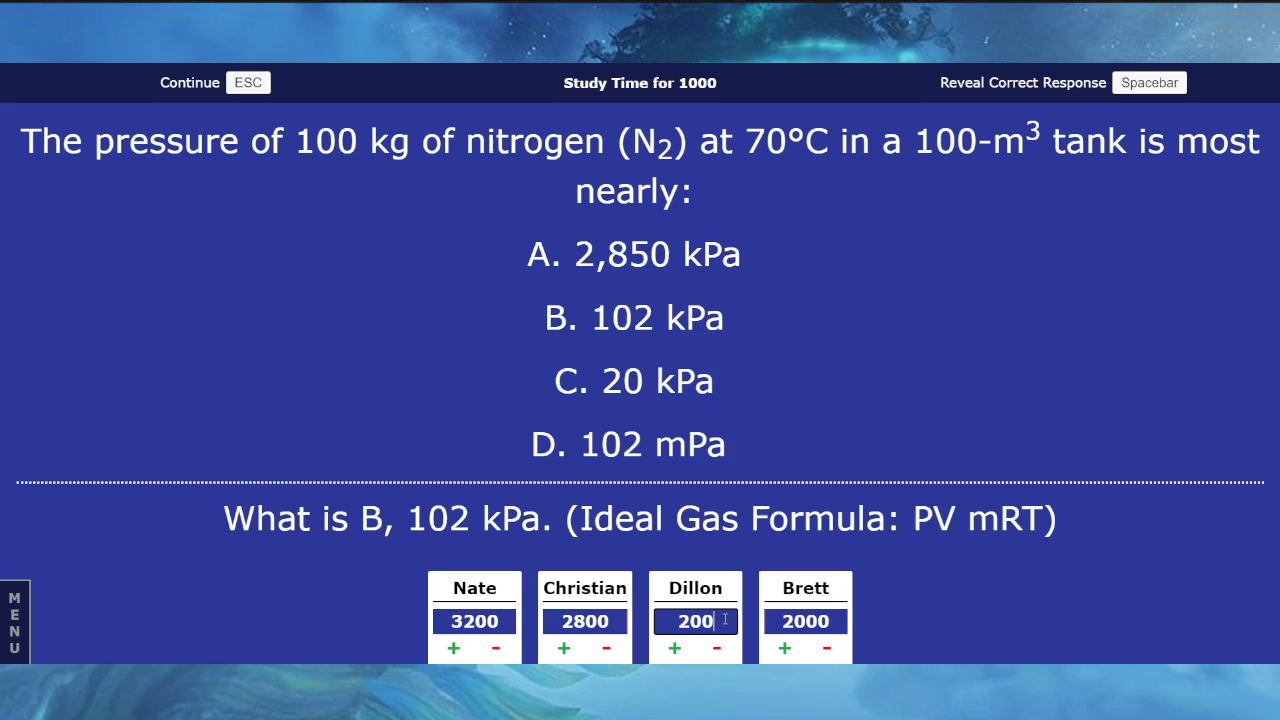 Continue ESC Study Time for 1000 Reveal Correct Response Spacebar
The pressure of 100 kg of nitrogen (N₂) at 70°C in a 100-m³ tank is most
nearly:
A. 2,850 kPa
B. 102 kPa
C. 20 kPa
D. 102 mPa
What is B, 102 kPa. (Ideal Gas Formula: PV mRT)
MENU
Nate Christian Dillon Brett
3200 2800 200 2000
+ - + - + - + -